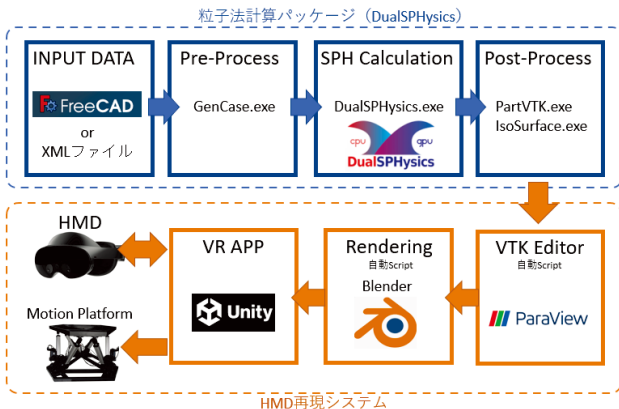 粒子法計算パッケージ（DualSPHysics）
INPUT DATA
FreeCAD
or
XMLファイル
Pre-Process
GenCase.exe
SPH Calculation
DualSPHysics.exe
cpu
gpu
DualSPHysics
Post-Process
PartVTK.exe
IsoSurface.exe
HMD
Motion Platform
VR APP
Unity
Rendering
自動Script
Blender
VTK Editor
自動Script
ParaView
HMD再現システム